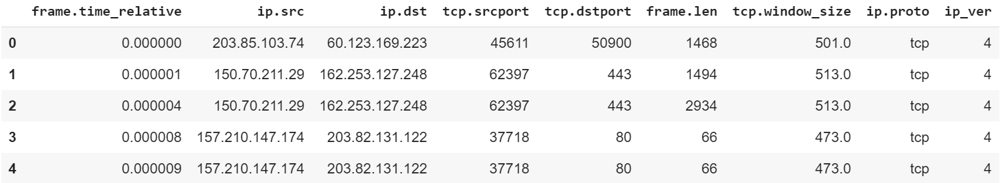 frame.time_relative ip.src ip.dst tcp.srcport tcp.dstport frame.len tcp.window_size ip.proto ip_ver
0 0.000000 203.85.103.74 60.123.169.223 45611 50900 1468 501.0 tcp 4
1 0.000001 150.70.211.29 162.253.127.248 62397 443 1494 513.0 tcp 4
2 0.000004 150.70.211.29 162.253.127.248 62397 443 2934 513.0 tcp 4
3 0.000008 157.210.147.174 203.82.131.122 37718 80 66 473.0 tcp 4
4 0.000009 157.210.147.174 203.82.131.122 37718 80 66 473.0 tcp 4